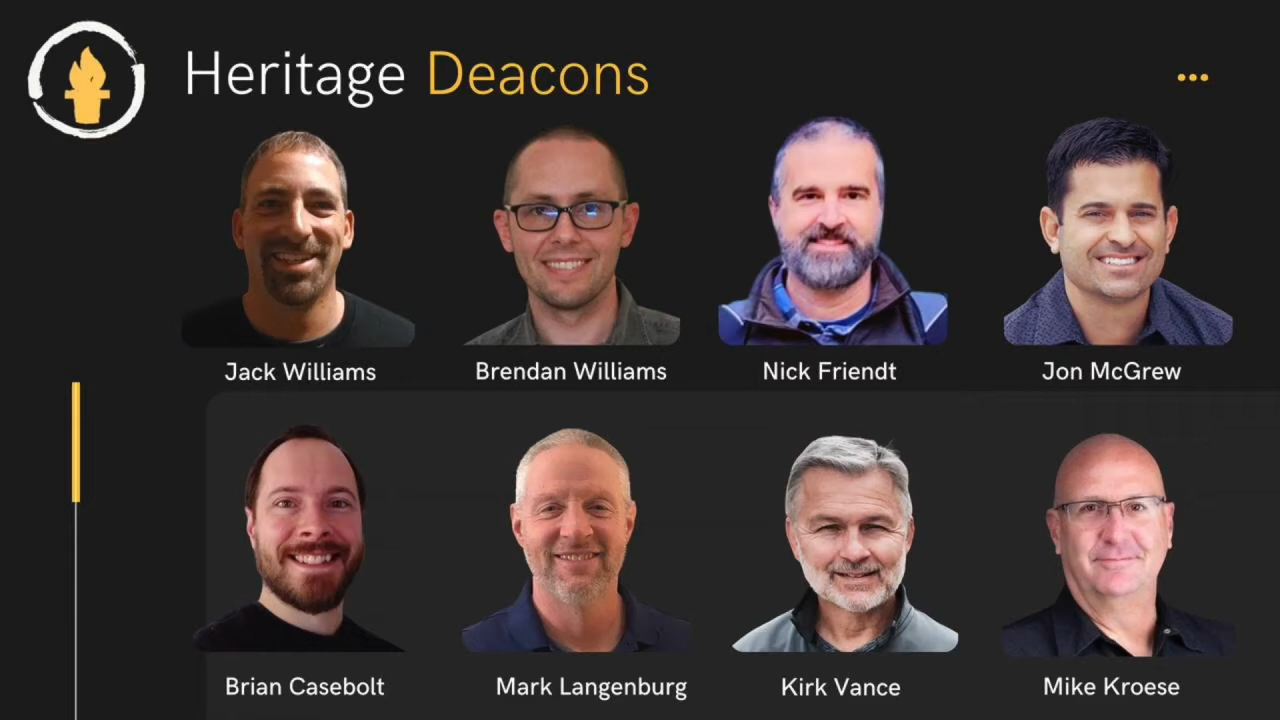 Heritage Deacons
Jack Williams
Brendan Williams
Nick Friendt
Jon McGrew
Brian Casebolt
Mark Langenburg
Kirk Vance
Mike Kroese